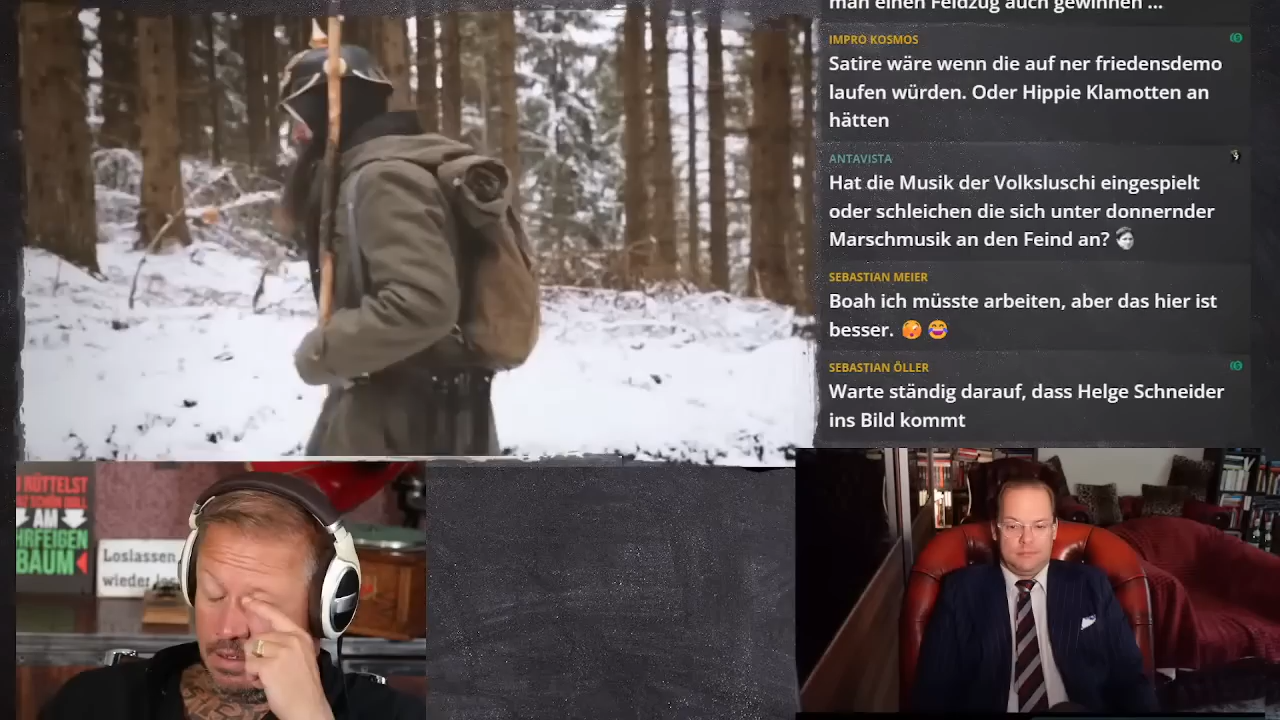 man einen Feldzug auch gewinnen ...
IMPRO KOSMOS
Satire wäre wenn die auf ner friedensdemo
laufen würden. Oder Hippie Klamotten an
hätten
ANTAVISTA
Hat die Musik der Volksluschi eingespielt
oder schleichen die sich unter donnernder
Marschmusik an den Feind an?
SEBASTIAN MEIER
Boah ich müsste arbeiten, aber das hier ist
besser.
SEBASTIAN ÖLLER
Warte ständig darauf, dass Helge Schneider
ins Bild kommt
RÜTTELST
AM
HRFEIGEN
BAUM
Loslassen,
wieder los